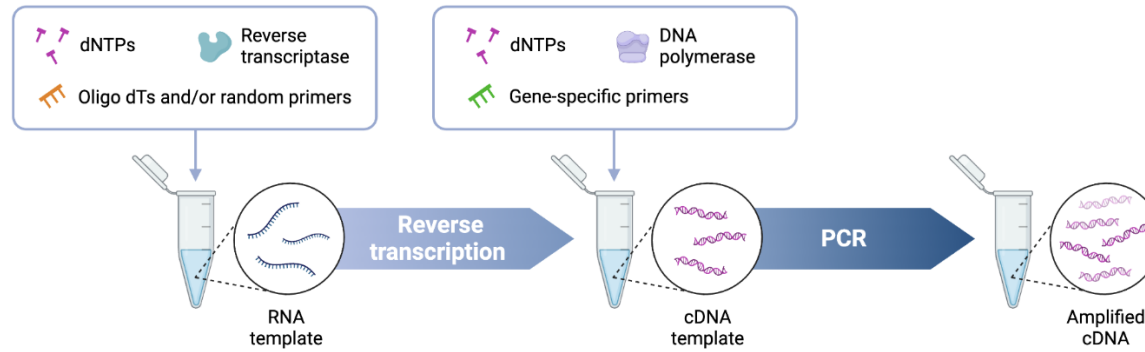 dNTPs
Reverse
transcriptase
Oligo dTs and/or random primers
dNTPs
DNA
polymerase
Gene-specific primers
Reverse
transcription
PCR
RNA
template
cDNA
template
Amplified
cDNA